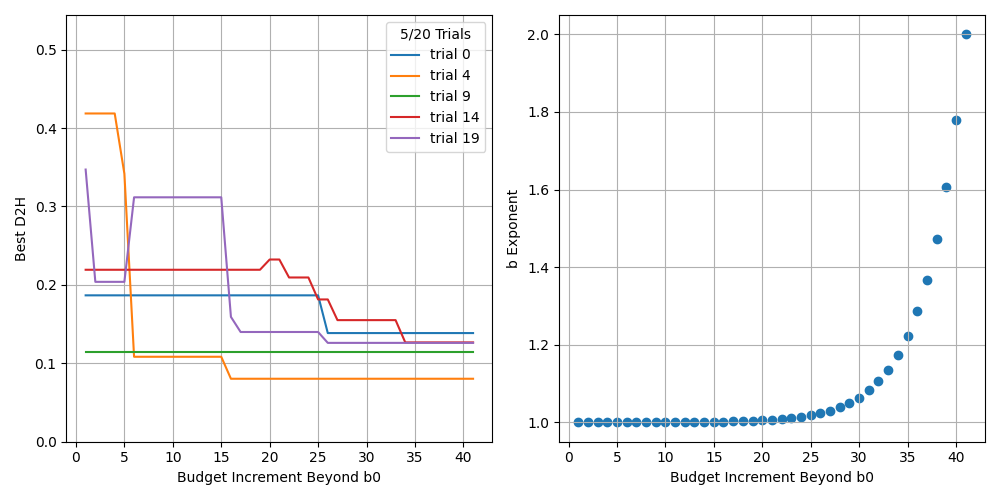 5/20 Trials
trial 0
trial 4
trial 9
trial 14
trial 19
Best D2H
0.5
0.4
0.3
0.2
0.1
0.0
0 5 10 15 20 25 30 35 40
Budget Increment Beyond b0
b Exponent
2.0
1.8
1.6
1.4
1.2
1.0
0 5 10 15 20 25 30 35 40
Budget Increment Beyond b0